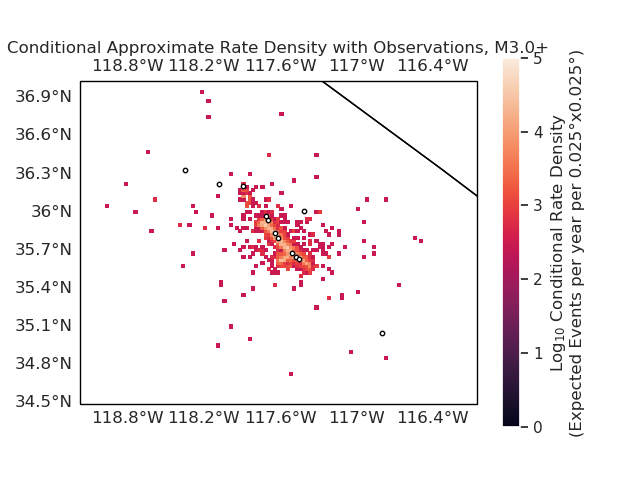 Conditional Approximate Rate Density with Observations, M3.0+
118.8°W 118.2°W 117.6°W 117°W 116.4°W
36.9°N
36.6°N
36.3°N
36°N
35.7°N
35.4°N
35.1°N
34.8°N
34.5°N
118.8°W 118.2°W 117.6°W 117°W 116.4°W
5
4
3
2
1
0
Log₁₀ Conditional Rate Density
(Expected Events per year per 0.025°x0.025°)